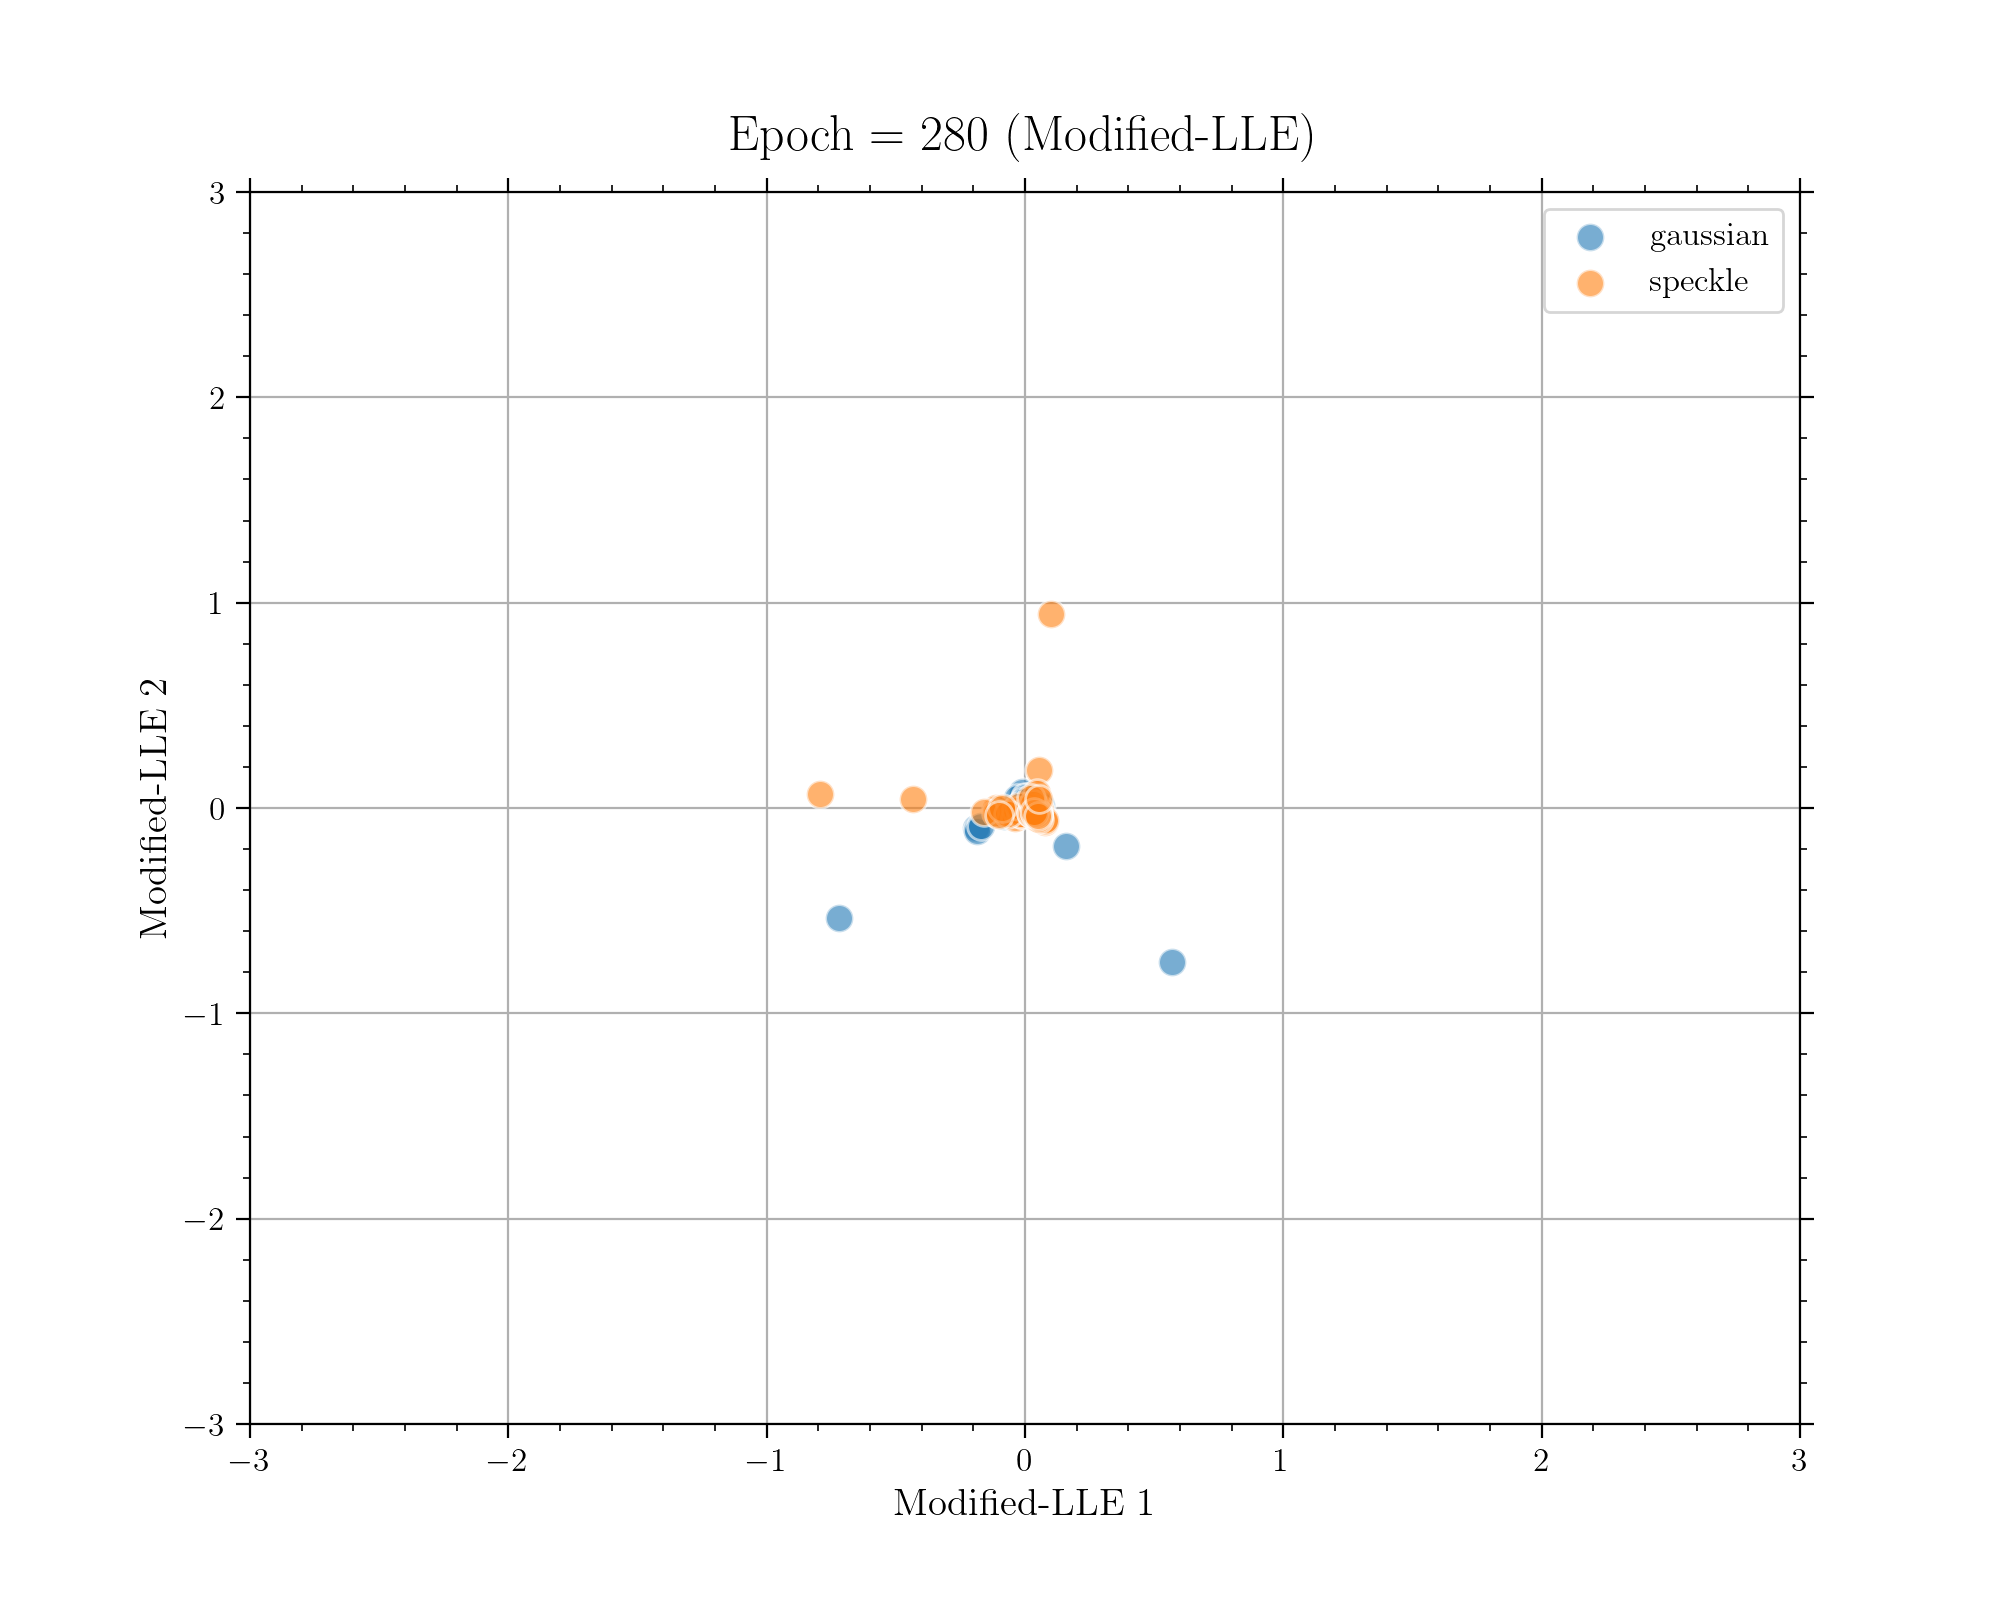 Epoch = 280 (Modified-LLE)
gaussian
speckle
3
2
1
0
−1
−2
−3
Modified-LLE 2
−3 −2 −1 0 1 2 3
Modified-LLE 1